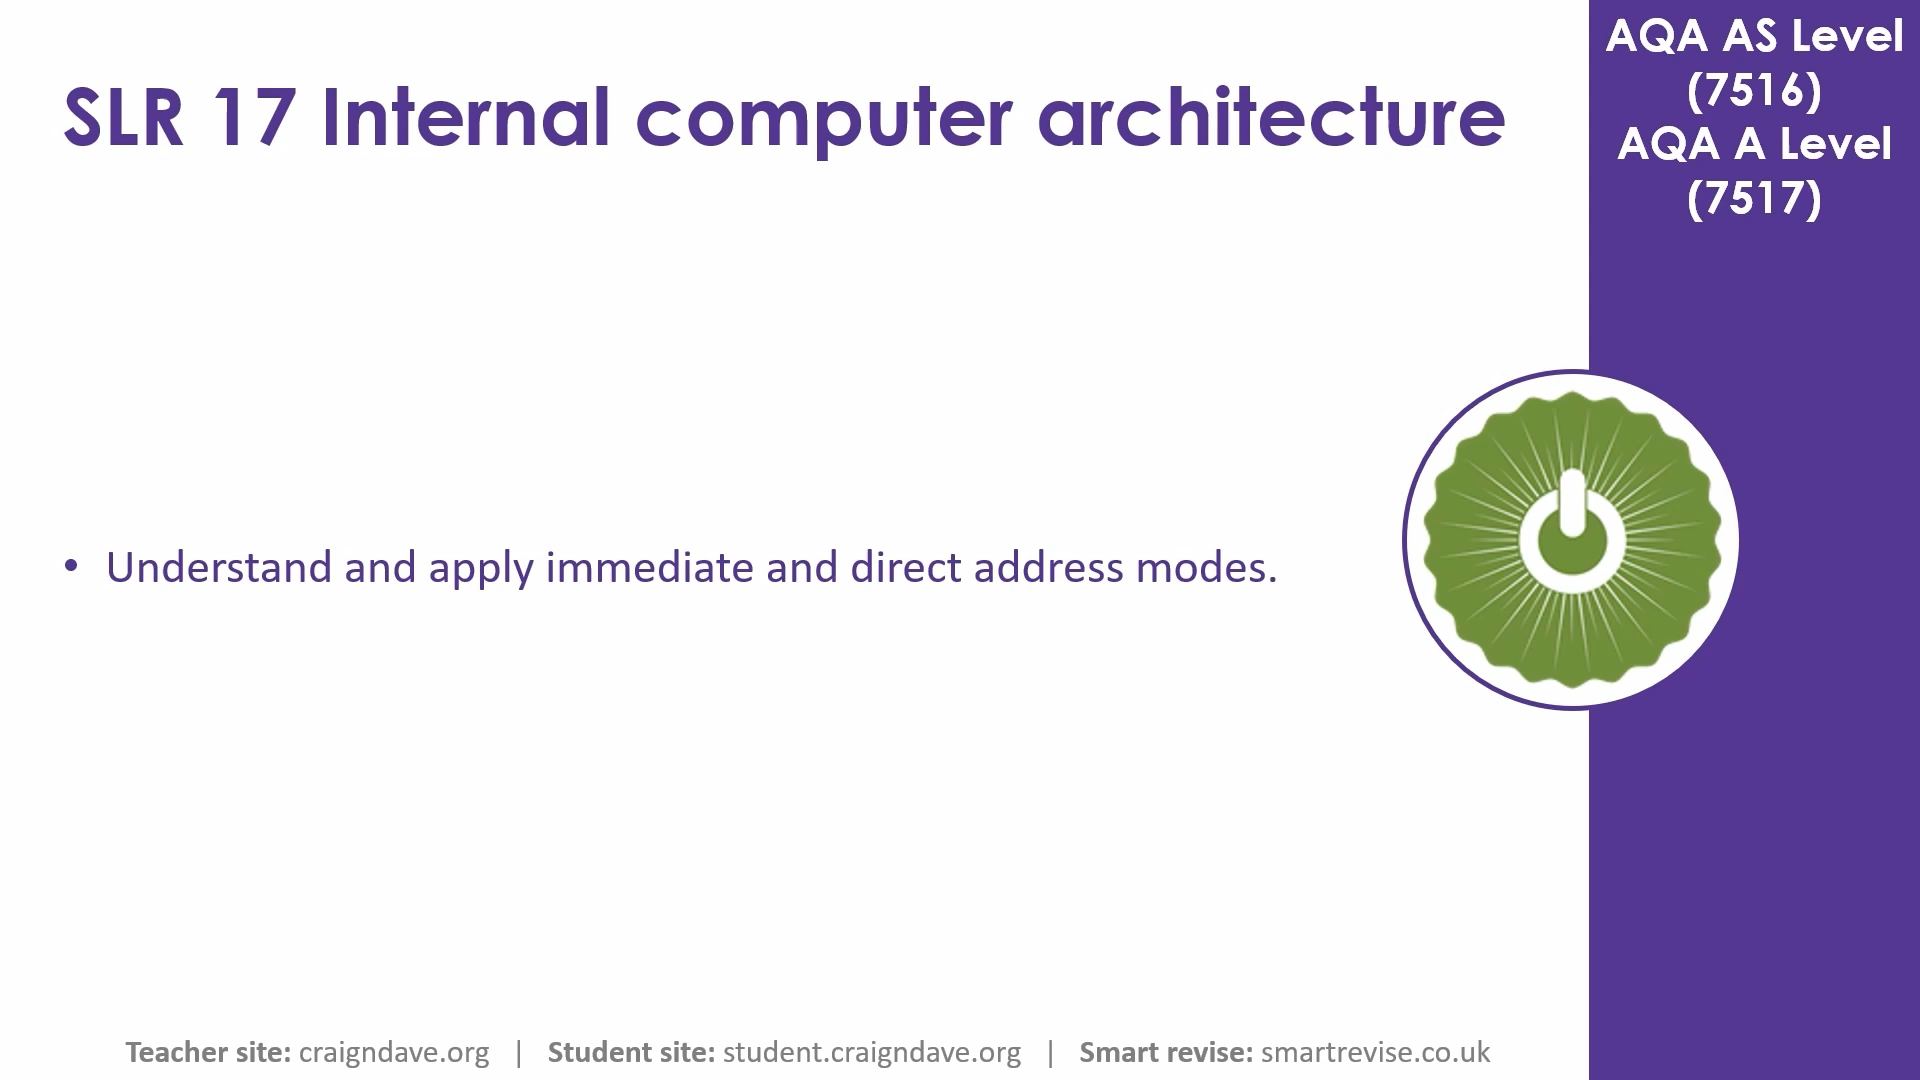 SLR 17 Internal computer architecture
AQA AS Level
(7516)
AQA A Level
(7517)
• Understand and apply immediate and direct address modes.
Teacher site: craigndave.org | Student site: student.craigndave.org | Smart revise: smartrevise.co.uk